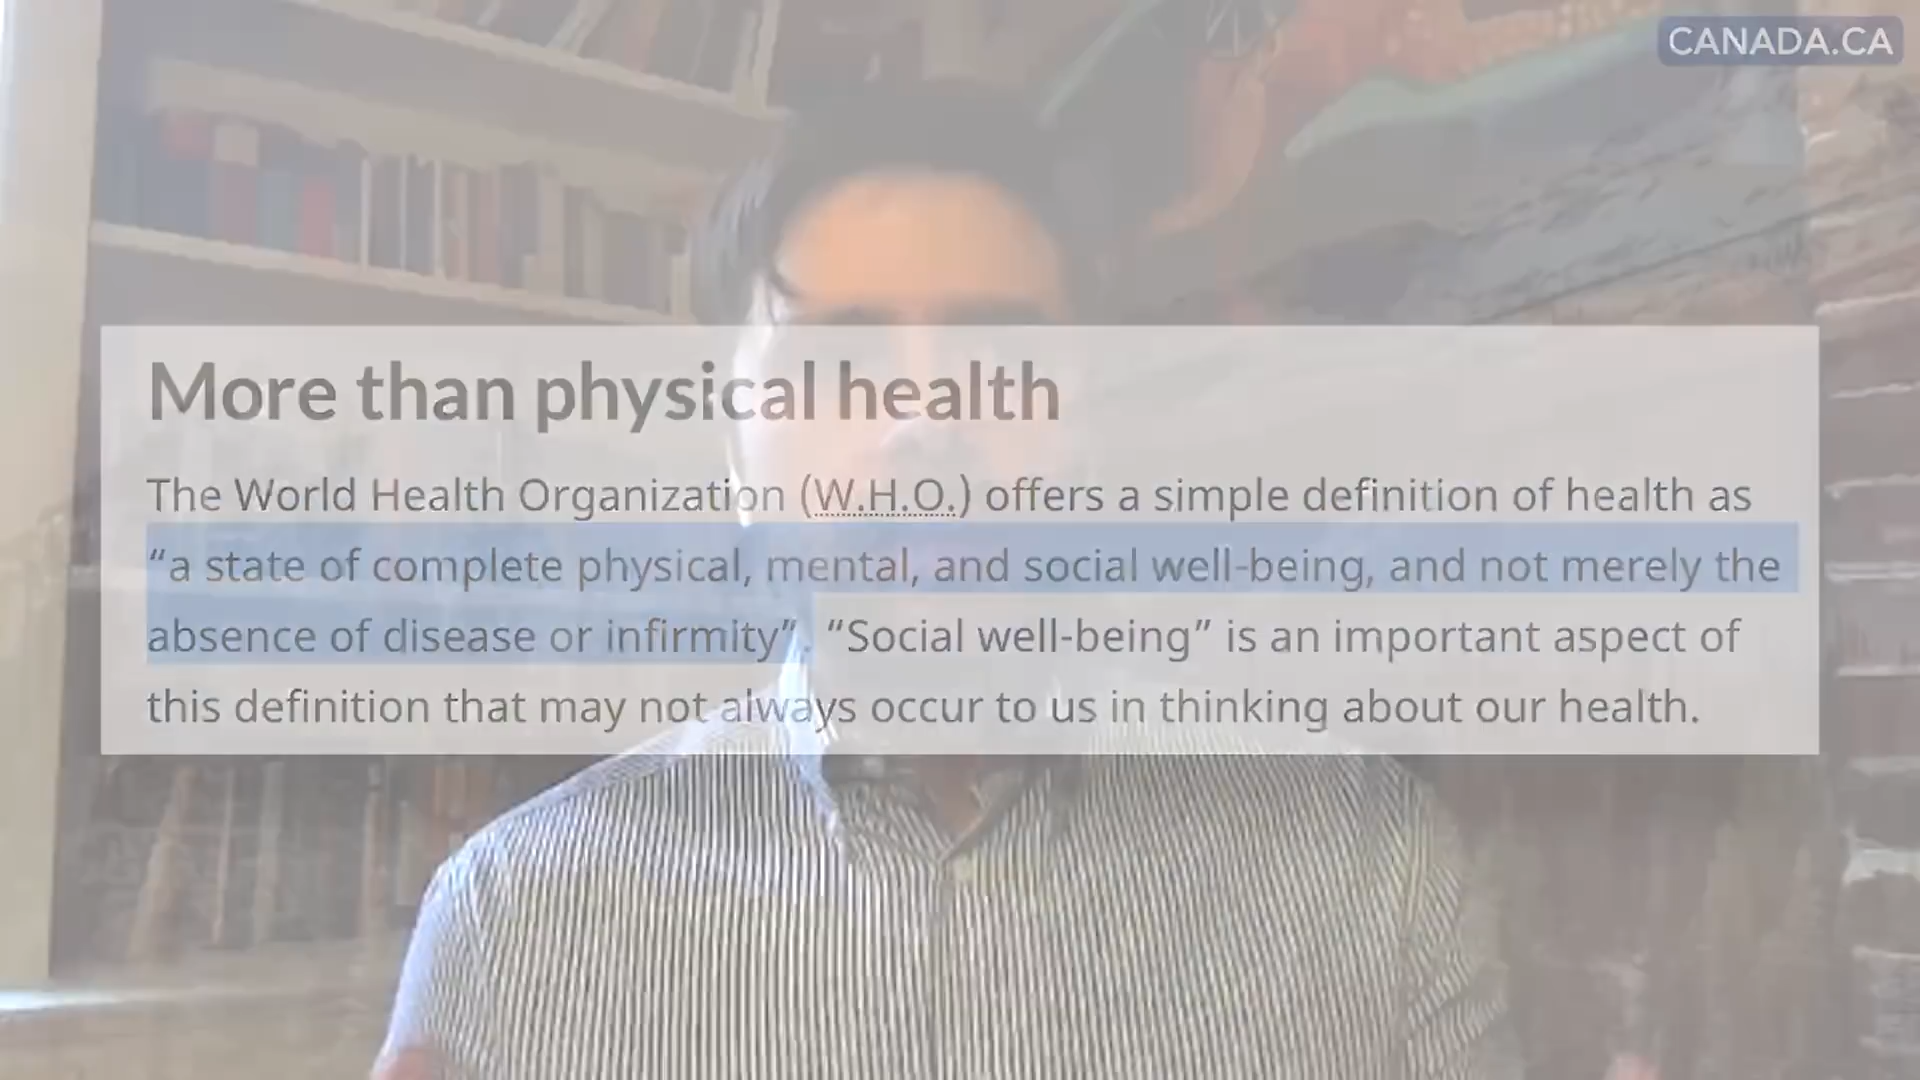 CANADA.CA
More than physical health
The World Health Organization (W.H.O.) offers a simple definition of health as
“a state of complete physical, mental, and social well-being, and not merely the
absence of disease or infirmity”. “Social well-being” is an important aspect of
this definition that may not always occur to us in thinking about our health.